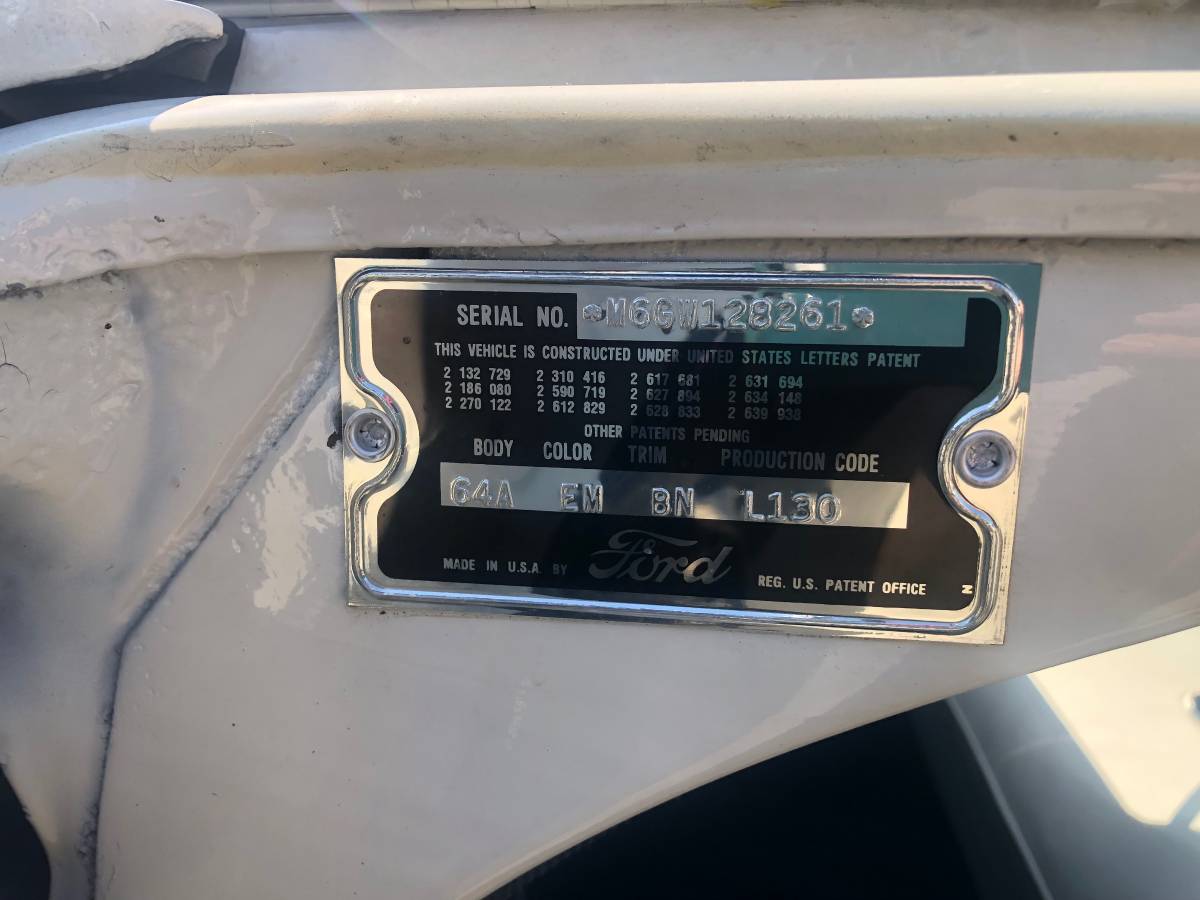 SERIAL NO. *M6GW128261*
THIS VEHICLE IS CONSTRUCTED UNDER UNITED STATES LETTERS PATENT
2 132 729 2 310 416 2 617 681 2 631 694
2 186 080 2 590 719 2 627 894 2 634 148
2 270 122 2 612 829 2 628 833 2 639 938
OTHER PATENTS PENDING
BODY COLOR TRIM PRODUCTION CODE
64A EM 8N L130
MADE IN U.S.A. BY Ford REG. U.S. PATENT OFFICE
N